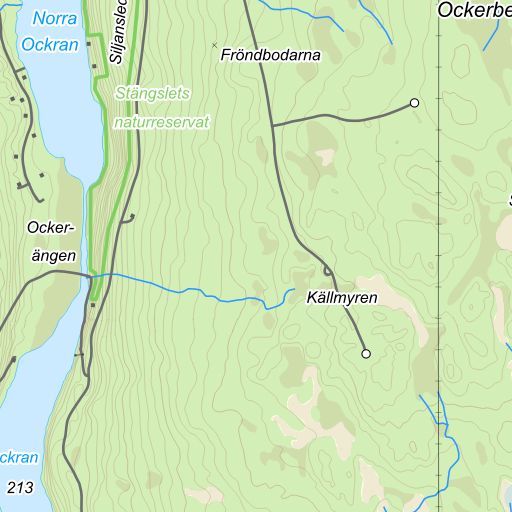 Norra
Ockran
Siljansled
Ockerbe
Fröndbodarna
Stängslets
naturreservat
Ocker-
ängen
Källmyren
ckran
213